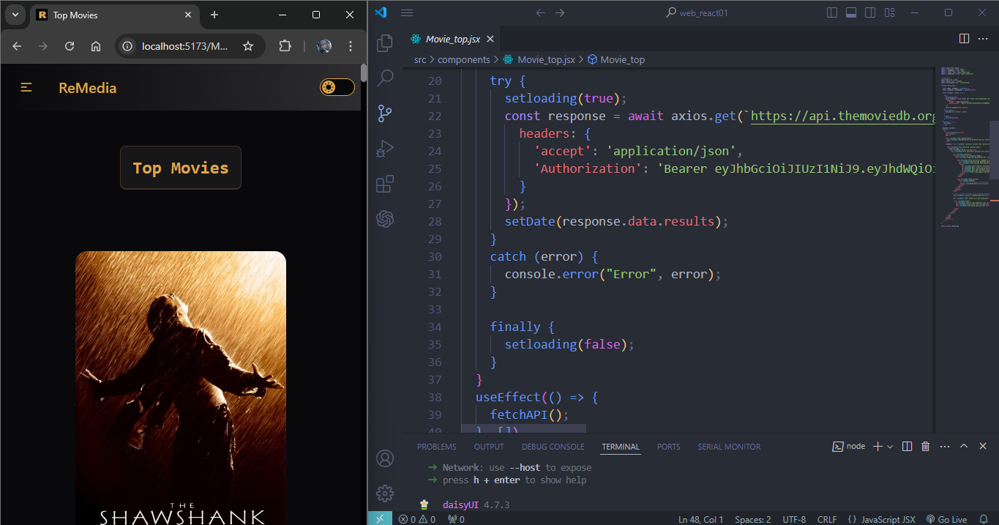 R Top Movies
localhost:5173/M...
ReMedia
Top Movies
THE
SHAWSHANK
web_react01
Movie_top.jsx
src > components > Movie_top.jsx > Movie_top
20 try {
21 setloading(true);
22 const response = await axios.get(`https://api.themoviedb.org
23 headers: {
24 'accept': 'application/json',
25 'Authorization': 'Bearer eyJhbGciOiJIUzI1NiJ9.eyJhdWQiOi
26 }
27 });
28 setDate(response.data.results);
29 }
30 catch (error) {
31 console.error("Error", error);
32 }
33
34 finally {
35 setloading(false);
36 }
37 }
38 useEffect(() => {
39 fetchAPI();
40 }, [])
PROBLEMS OUTPUT DEBUG CONSOLE TERMINAL PORTS SERIAL MONITOR node
→ Network: use --host to expose
→ press h + enter to show help
daisyUI 4.7.3
0 0 0 Ln 48, Col 1 Spaces: 2 UTF-8 CRLF {} JavaScript JSX Go Live